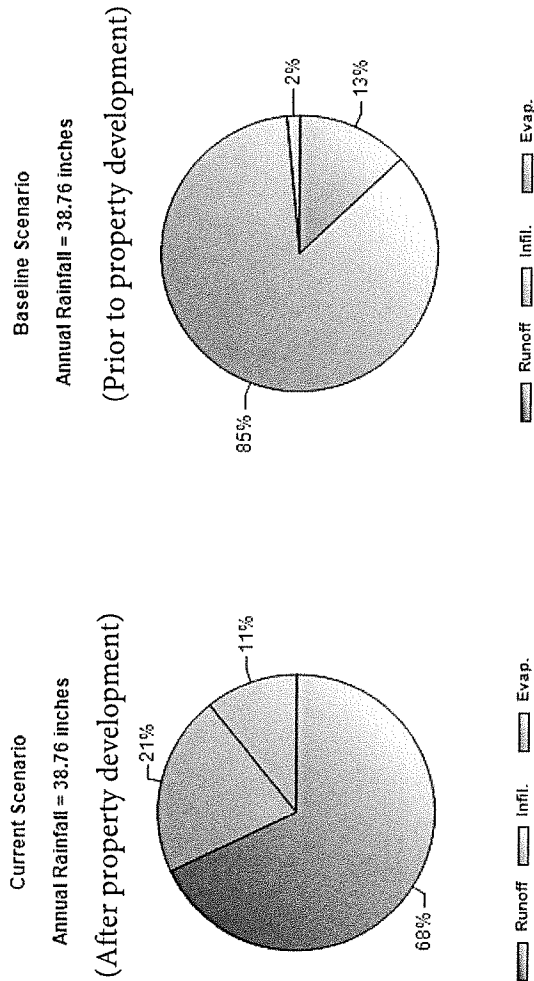 Current Scenario
Annual Rainfall = 38.76 inches
(After property development)
21%
11%
68%
Runoff Infil. Evap.
Baseline Scenario
Annual Rainfall = 38.76 inches
(Prior to property development)
85%
2%
13%
Runoff Infil. Evap.